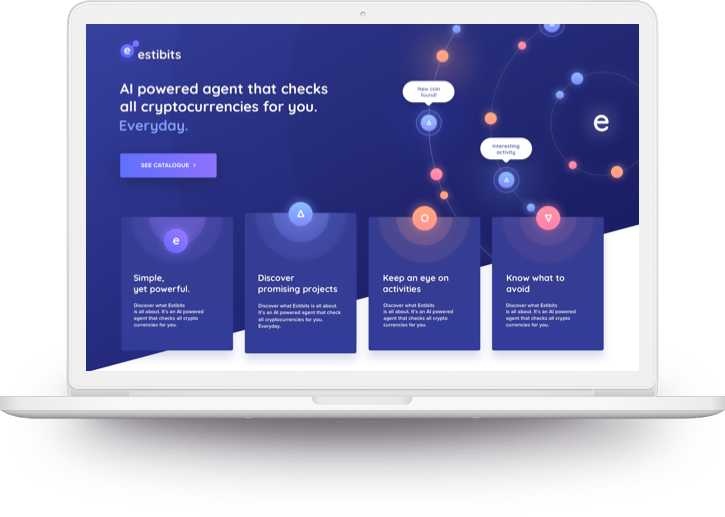 estibits
AI powered agent that checks
all cryptocurrencies for you.
Everyday.
SEE CATALOGUE ›
New coin
found!
Interesting
activity
e
e
Simple,
yet powerful.
Discover what Estibits
is all about. It's an AI powered
agent that checks all crypto
currencies for you.
Discover
promising projects
Discover what Estibits is all about.
It's an AI powered agent that check
all cryptocurrencies for you.
Everyday.
Keep an eye on
activities
Discover what Estibits
is all about. It's an AI powered
agent that checks all crypto
currencies for you.
Know what to
avoid
Discover what Estibits
is all about. It's an AI powered
agent that checks all crypto
currencies for you.